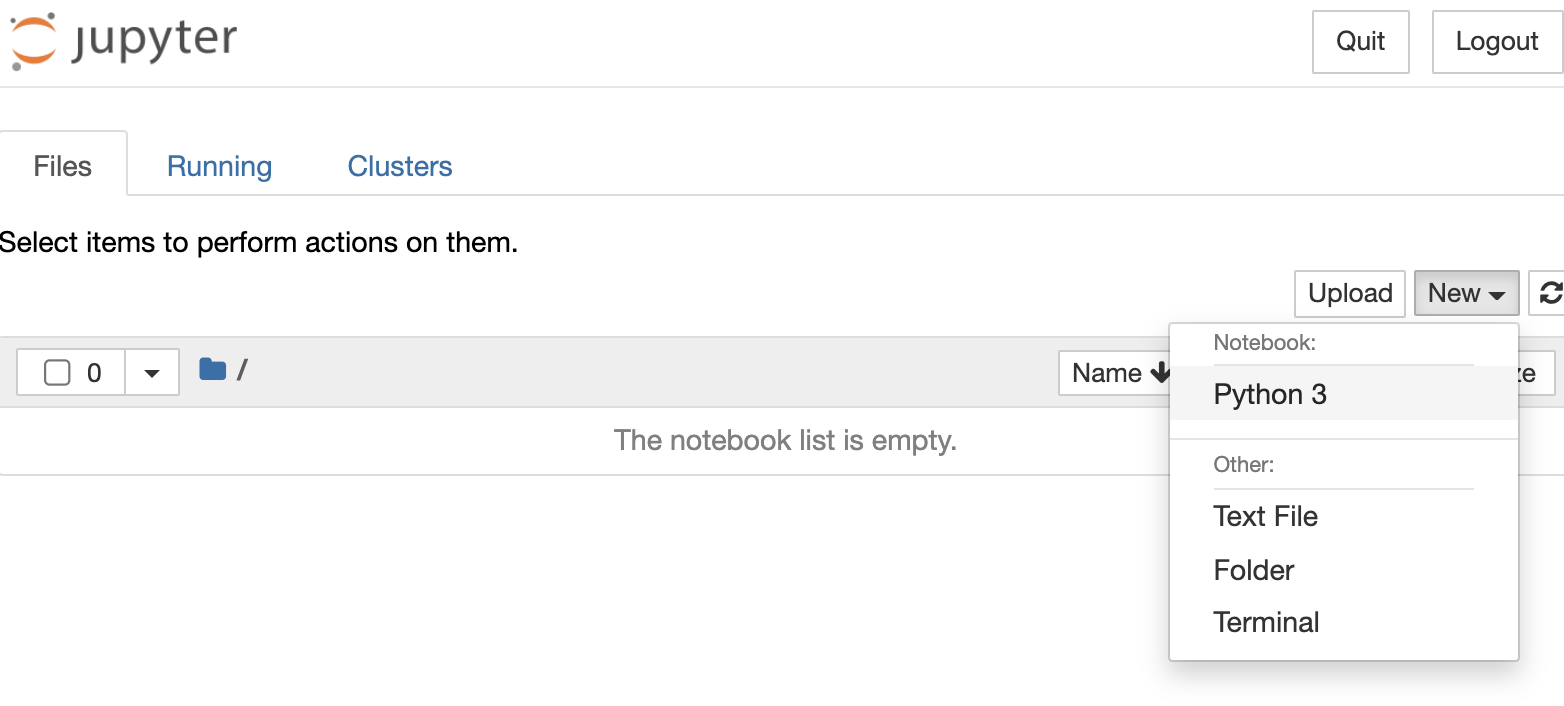 jupyter
Quit
Logout
Files
Running
Clusters
Select items to perform actions on them.
Upload
New
0
/
Name
ze
The notebook list is empty.
Notebook:
Python 3
Other:
Text File
Folder
Terminal